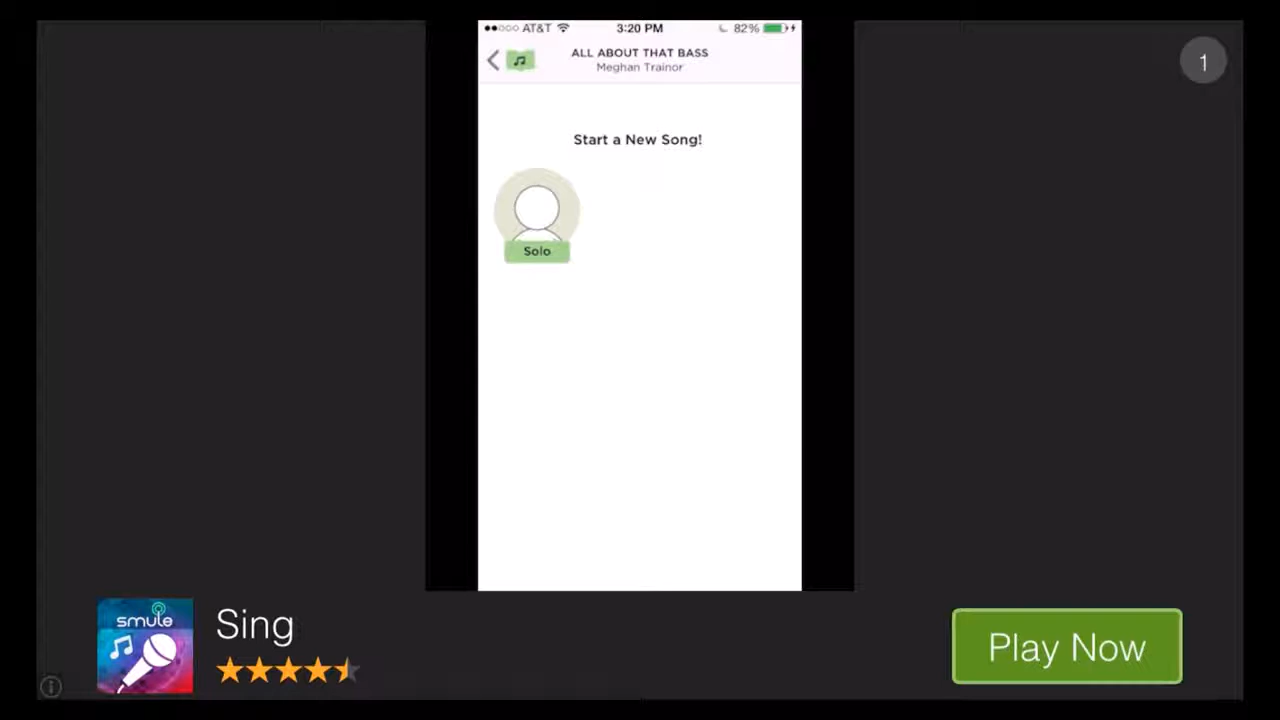 AT&T 3:20 PM 82%
ALL ABOUT THAT BASS
Meghan Trainor
1
Start a New Song!
Solo
smule
Sing
Play Now